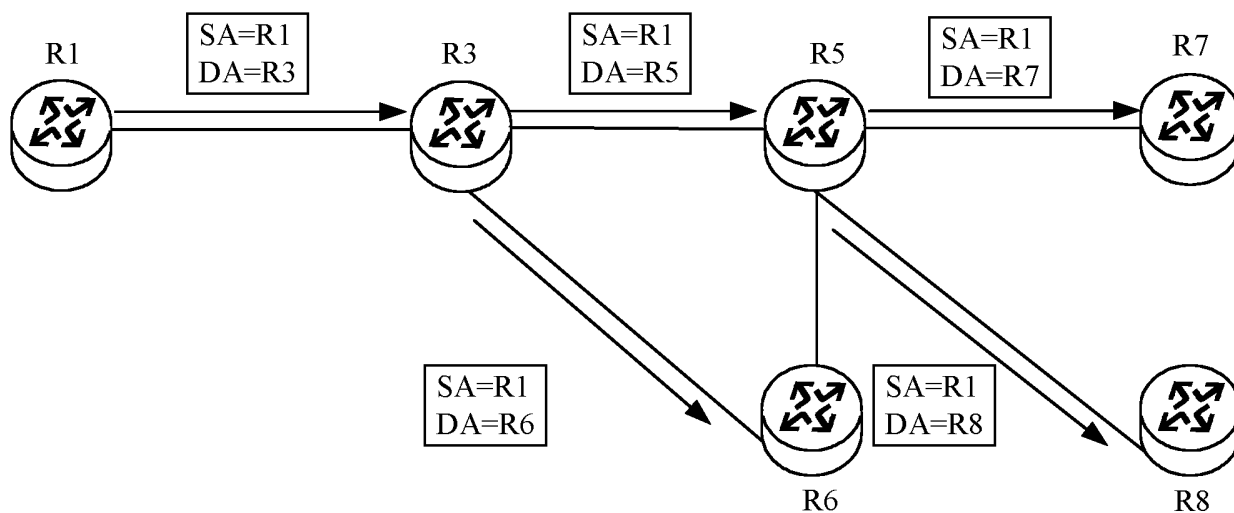 R1
SA=R1
DA=R3
R3
SA=R1
DA=R5
R5
SA=R1
DA=R7
R7
SA=R1
DA=R6
R6
SA=R1
DA=R8
R8